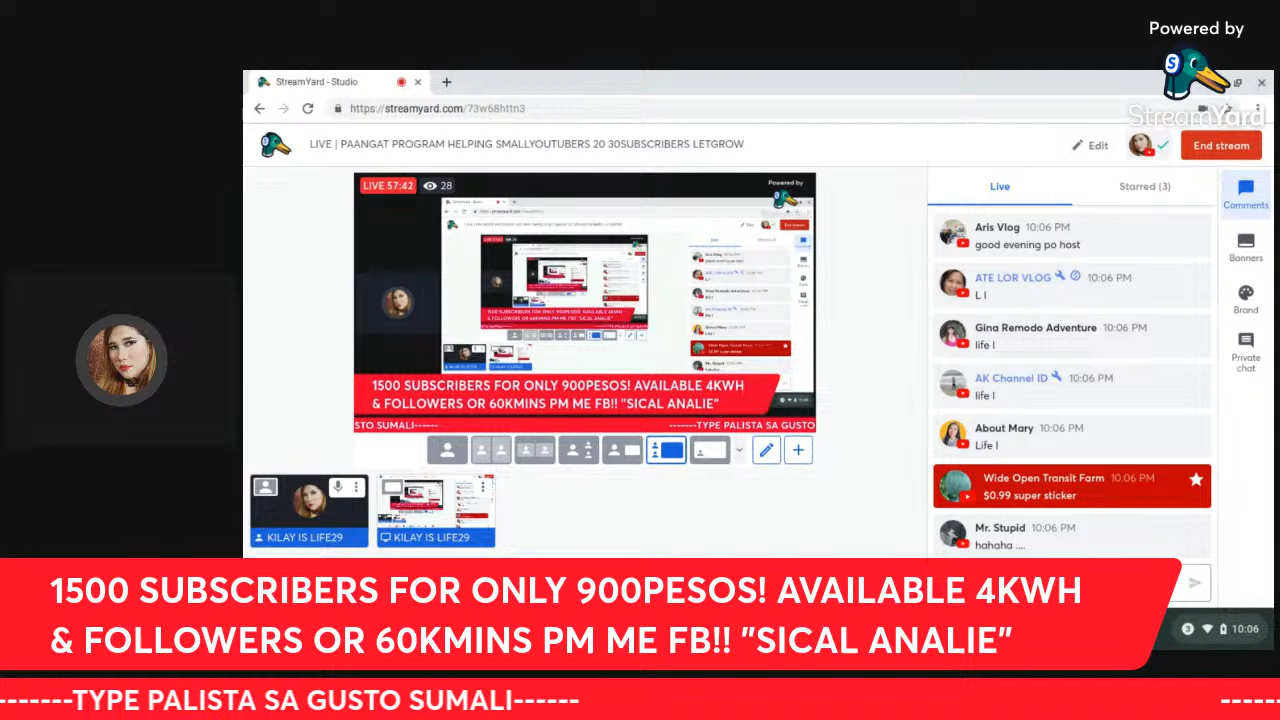 Powered by
StreamYard
StreamYard - Studio
https://streamyard.com/73w68httn3
LIVE | PAANGAT PROGRAM HELPING SMALLYOUTUBERS 20 30SUBSCRIBERS LETGROW
Edit
End stream
LIVE 57:42
28
Powered by
1500 SUBSCRIBERS FOR ONLY 900PESOS! AVAILABLE 4KWH
& FOLLOWERS OR 60KMINS PM ME FB!! "SICAL ANALIE"
STO SUMALI------
-------TYPE PALISTA SA GUSTO
KILAY IS LIFE29
KILAY IS LIFE29
Live
Starred (3)
Aris Vlog 10:06 PM
good evening po host
ATE LOR VLOG 10:06 PM
L I
Gina Remodo Adventure 10:06 PM
life l
AK Channel ID 10:06 PM
life l
About Mary 10:06 PM
Life l
Wide Open Transit Farm 10:06 PM
$0.99 super sticker
Mr. Stupid 10:06 PM
hahaha ....
Comments
Banners
Brand
Private
chat
3
10:06
1500 SUBSCRIBERS FOR ONLY 900PESOS! AVAILABLE 4KWH
& FOLLOWERS OR 60KMINS PM ME FB!! "SICAL ANALIE"
-------TYPE PALISTA SA GUSTO SUMALI------